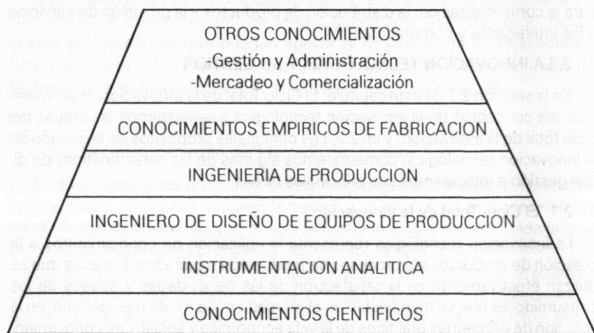 OTROS CONOCIMIENTOS
-Gestión y Administración
-Mercadeo y Comercialización
CONOCIMIENTOS EMPIRICOS DE FABRICACION
INGENIERIA DE PRODUCCION
INGENIERO DE DISEÑO DE EQUIPO DE PRODUCCION
INSTRUMENTACION ANALITICA
CONOCIMIENTOS CIENTIFICOS